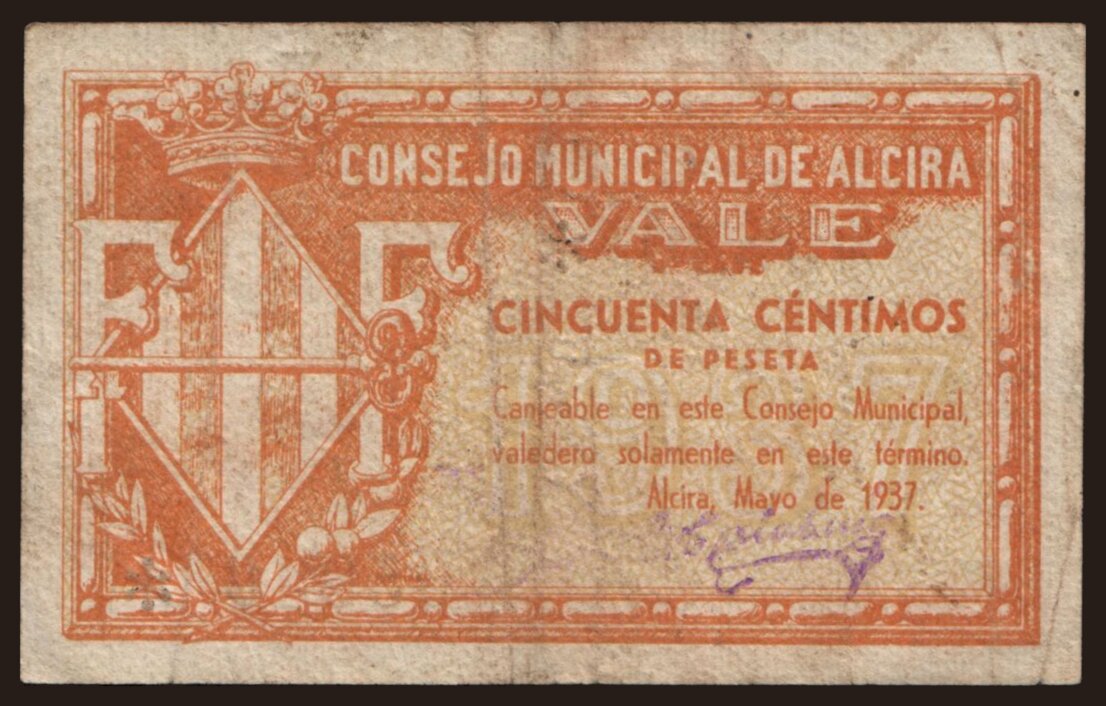 CONSEJO MUNICIPAL DE ALCIRA
VALE
CINCUENTA CÉNTIMOS
DE PESETA
1937
Canjeable en este Consejo Municipal,
valedero solamente en este término.
Alcira, Mayo de 1937.